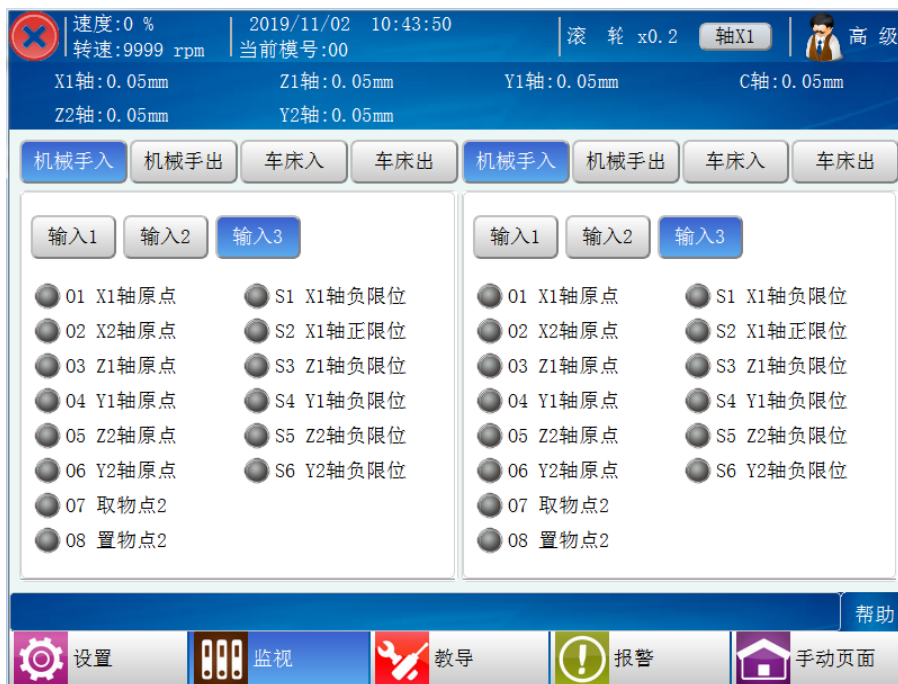 速度:0 % 2019/11/02 10:43:50
转速:9999 rpm 当前模号:00 滚 轮 x0.2 轴X1 高 级
X1轴:0.05mm Z1轴:0.05mm Y1轴:0.05mm C轴:0.05mm
Z2轴:0.05mm Y2轴:0.05mm
机械手入 机械手出 车床入 车床出 机械手入 机械手出 车床入 车床出
输入1 输入2 输入3 输入1 输入2 输入3
01 X1轴原点 S1 X1轴负限位 01 X1轴原点 S1 X1轴负限位
02 X2轴原点 S2 X1轴正限位 02 X2轴原点 S2 X1轴正限位
03 Z1轴原点 S3 Z1轴负限位 03 Z1轴原点 S3 Z1轴负限位
04 Y1轴原点 S4 Y1轴负限位 04 Y1轴原点 S4 Y1轴负限位
05 Z2轴原点 S5 Z2轴负限位 05 Z2轴原点 S5 Z2轴负限位
06 Y2轴原点 S6 Y2轴负限位 06 Y2轴原点 S6 Y2轴负限位
07 取物点2 07 取物点2
08 置物点2 08 置物点2
帮助
设置 监视 教导 报警 手动页面